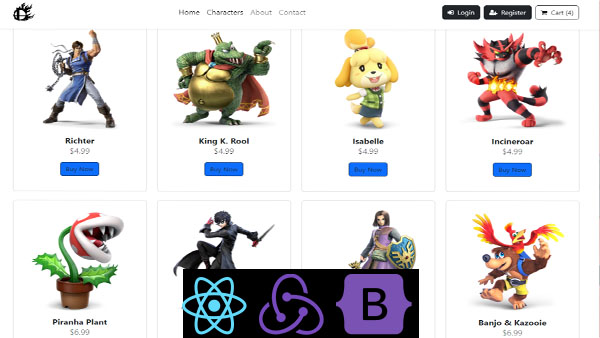 Home Characters About Contact
Login Register Cart (4)
Richter King K. Rool Isabelle Incineroar
$4.99 $4.99 $4.99 $4.99
Buy Now Buy Now Buy Now Buy Now
B
Piranha Plant Banjo & Kazooie
$6.99 $6.99